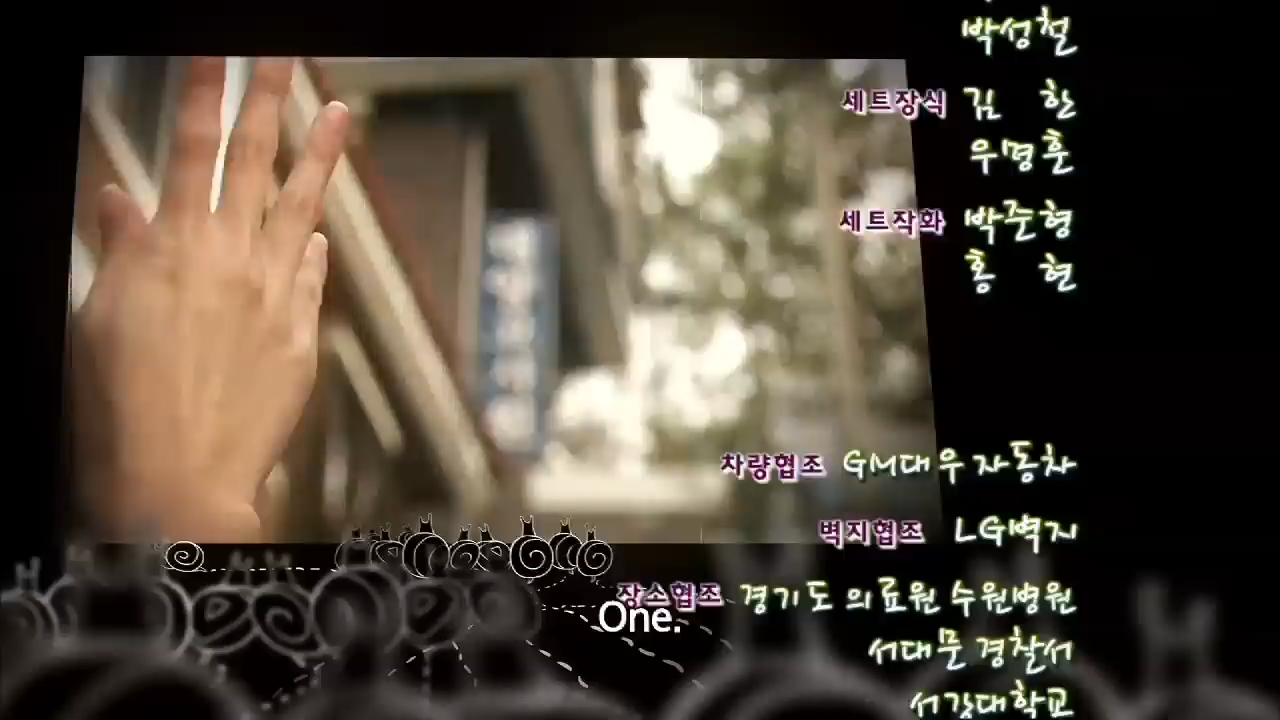 박성철
세트장식 김 한
우명훈
세트작화 박준형
홍 현
차량협조 GM대우자동차
벽지협조 LG벽지
장소협조 경기도 의료원 수원병원
One.
서대문 경찰서
서강대학교